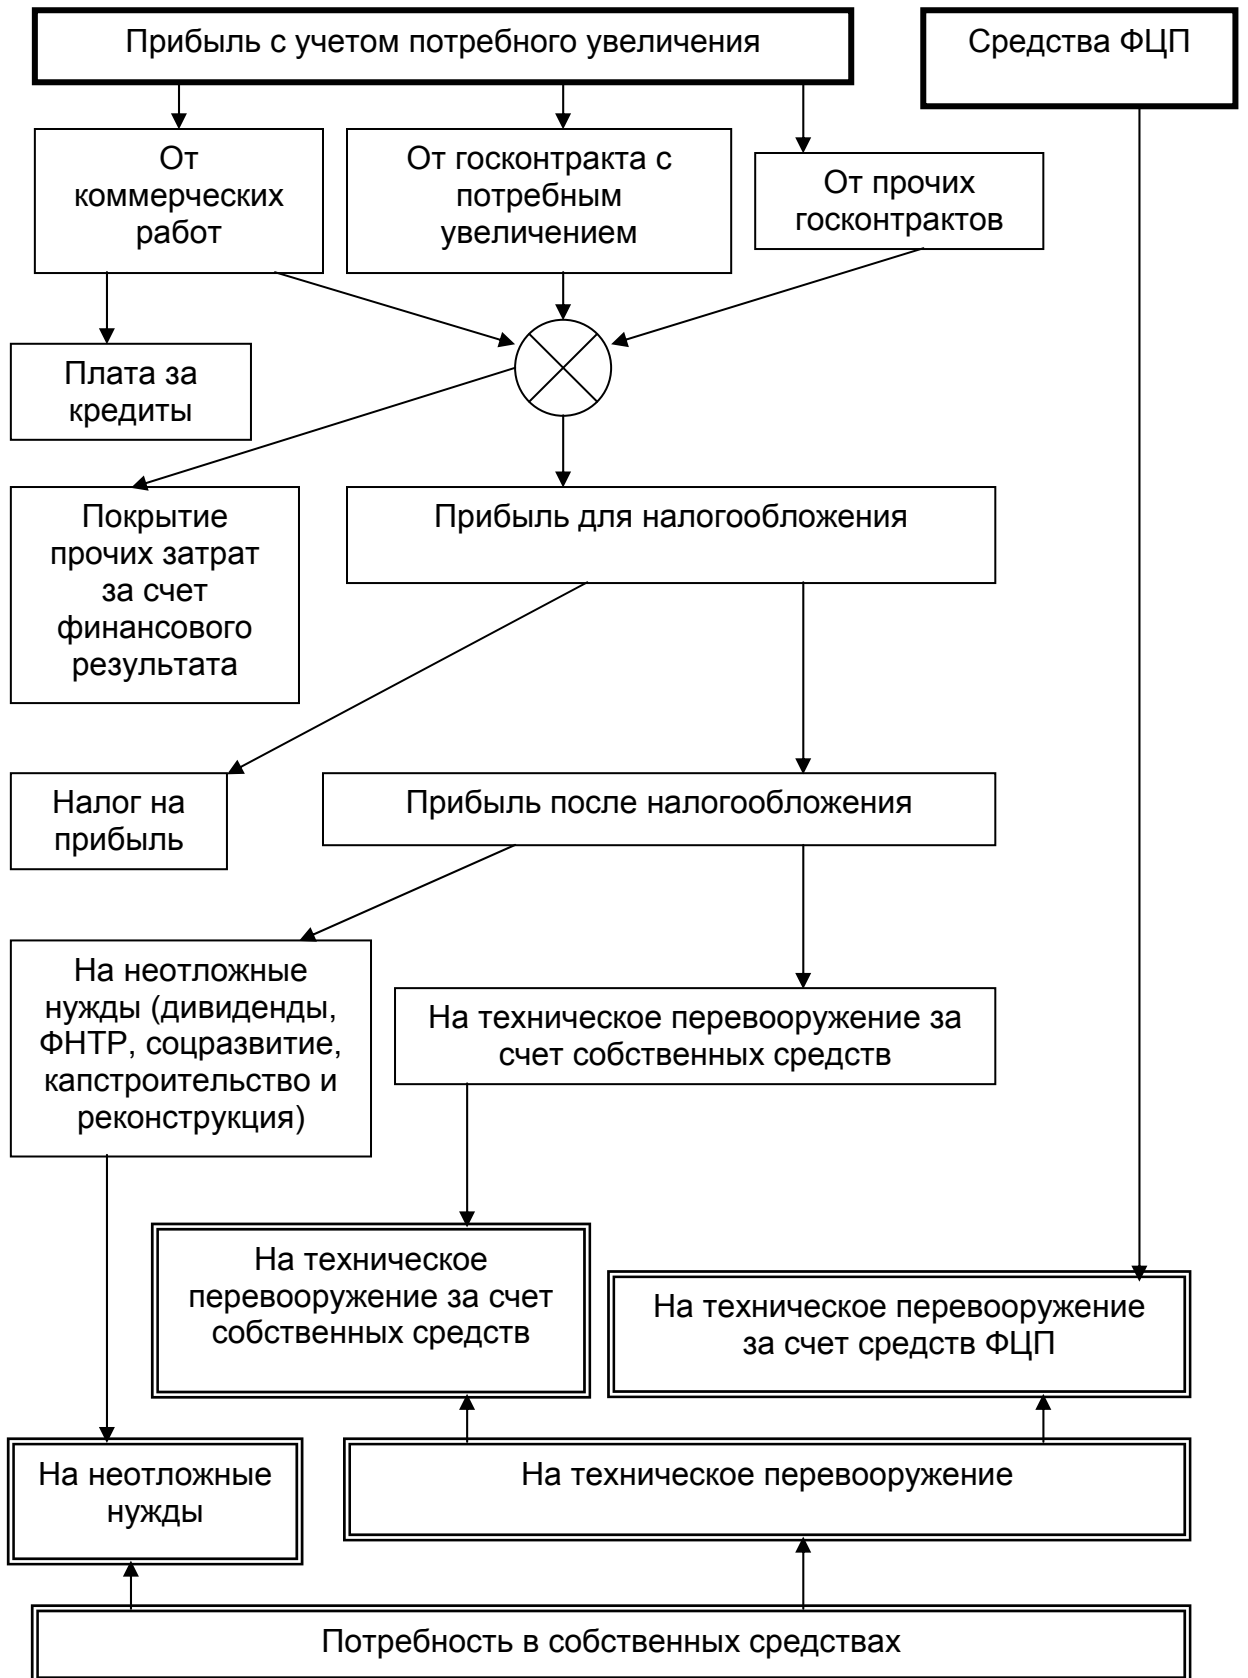 Прибыль с учетом потребного увеличения
Средства ФЦП
От
коммерческих
работ
От госконтракта с
потребным
увеличением
От прочих
госконтрактов
Плата за
кредиты
Покрытие
прочих затрат
за счет
финансового
результата
Прибыль для налогообложения
Налог на
прибыль
Прибыль после налогообложения
На неотложные
нужды (дивиденды,
ФНТР, соцразвитие,
капстроительство и
реконструкция)
На техническое перевооружение за
счет собственных средств
На техническое
перевооружение за счет
собственных средств
На техническое перевооружение
за счет средств ФЦП
На неотложные
нужды
На техническое перевооружение
Потребность в собственных средствах